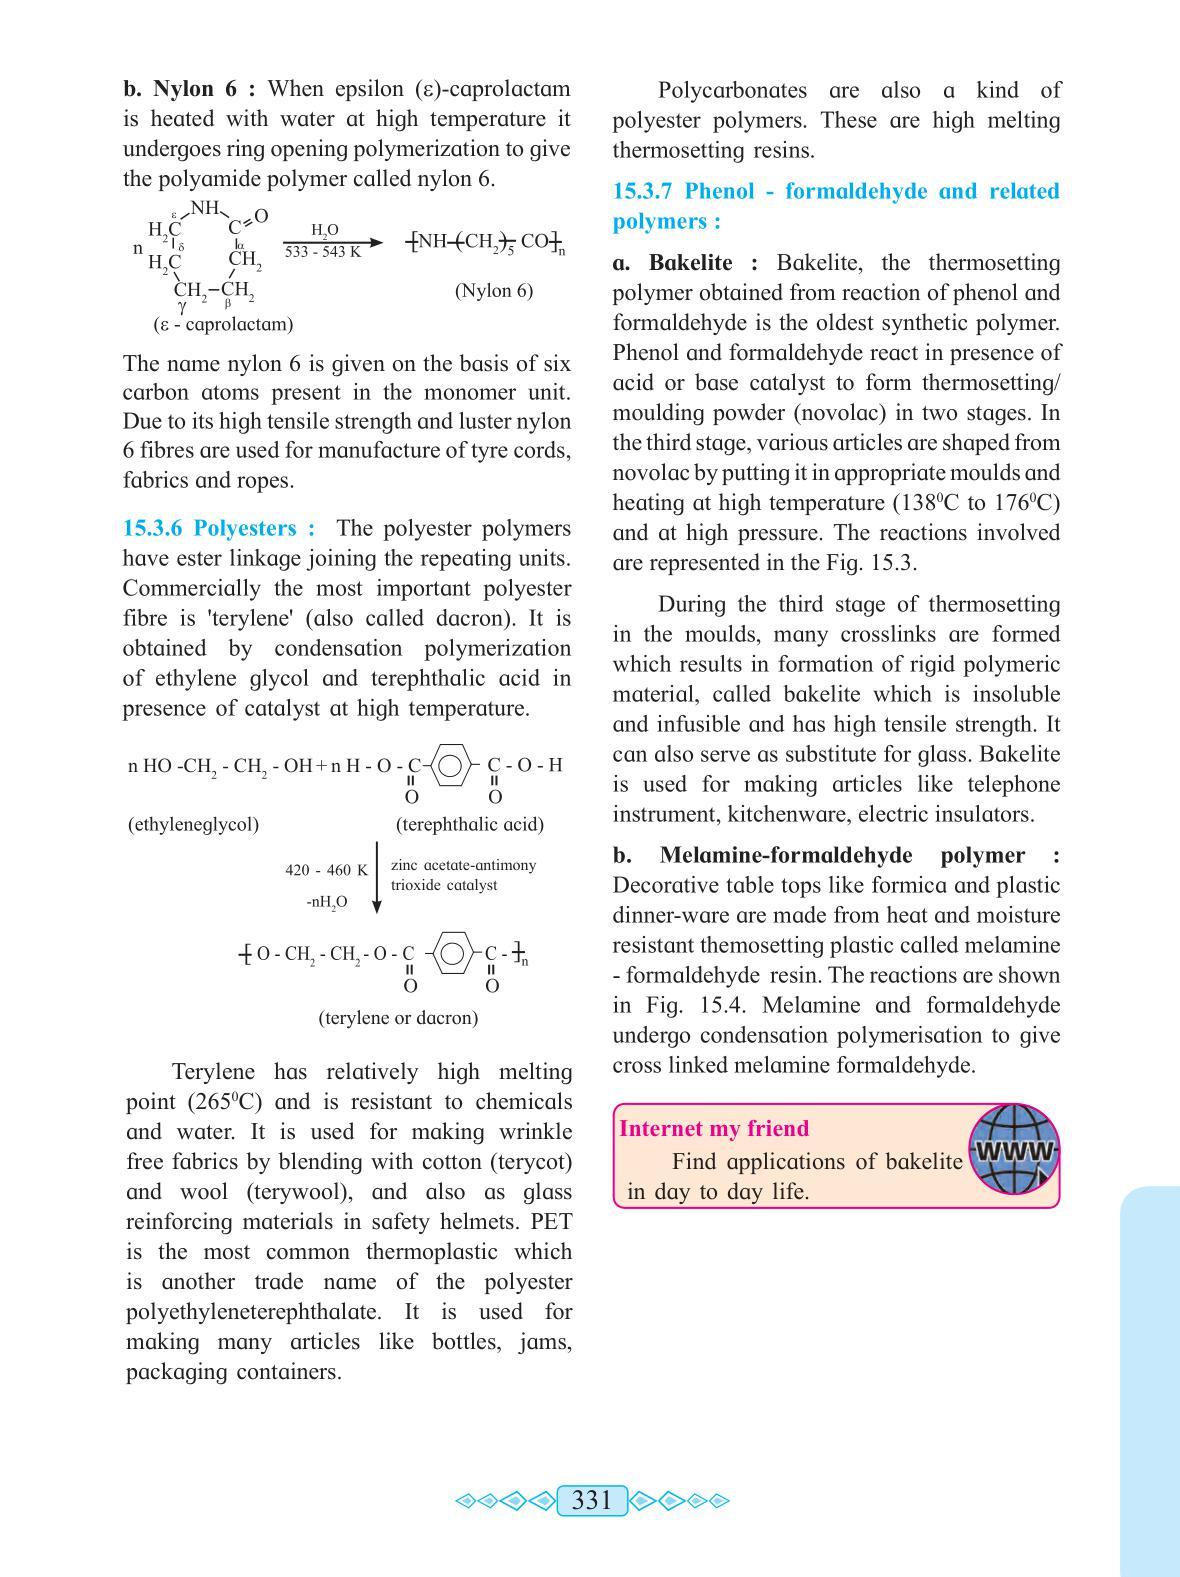 b. Nylon 6 : When epsilon (ε)-caprolactam
is heated with water at high temperature it
undergoes ring opening polymerization to give
the polyamide polymer called nylon 6.
ε NH
H₂C C O
n δ α
H₂C CH₂
CH₂–CH₂
γ β
(ε - caprolactam)
H₂O
533 - 543 K
[NH-(CH₂)₅ CO]ₙ
(Nylon 6)
The name nylon 6 is given on the basis of six
carbon atoms present in the monomer unit.
Due to its high tensile strength and luster nylon
6 fibres are used for manufacture of tyre cords,
fabrics and ropes.
15.3.6 Polyesters : The polyester polymers
have ester linkage joining the repeating units.
Commercially the most important polyester
fibre is 'terylene' (also called dacron). It is
obtained by condensation polymerization
of ethylene glycol and terephthalic acid in
presence of catalyst at high temperature.
n HO -CH₂ - CH₂ - OH + n H - O - C C - O - H
O O
(ethyleneglycol) (terephthalic acid)
420 - 460 K zinc acetate-antimony
trioxide catalyst
-nH₂O
[ O - CH₂ - CH₂ - O - C C - ]ₙ
O O
(terylene or dacron)
Terylene has relatively high melting
point (265⁰C) and is resistant to chemicals
and water. It is used for making wrinkle
free fabrics by blending with cotton (terycot)
and wool (terywool), and also as glass
reinforcing materials in safety helmets. PET
is the most common thermoplastic which
is another trade name of the polyester
polyethyleneterephthalate. It is used for
making many articles like bottles, jams,
packaging containers.
Polycarbonates are also a kind of
polyester polymers. These are high melting
thermosetting resins.
15.3.7 Phenol - formaldehyde and related
polymers :
a. Bakelite : Bakelite, the thermosetting
polymer obtained from reaction of phenol and
formaldehyde is the oldest synthetic polymer.
Phenol and formaldehyde react in presence of
acid or base catalyst to form thermosetting/
moulding powder (novolac) in two stages. In
the third stage, various articles are shaped from
novolac by putting it in appropriate moulds and
heating at high temperature (138⁰C to 176⁰C)
and at high pressure. The reactions involved
are represented in the Fig. 15.3.
During the third stage of thermosetting
in the moulds, many crosslinks are formed
which results in formation of rigid polymeric
material, called bakelite which is insoluble
and infusible and has high tensile strength. It
can also serve as substitute for glass. Bakelite
is used for making articles like telephone
instrument, kitchenware, electric insulators.
b. Melamine-formaldehyde polymer :
Decorative table tops like formica and plastic
dinner-ware are made from heat and moisture
resistant themosetting plastic called melamine
- formaldehyde resin. The reactions are shown
in Fig. 15.4. Melamine and formaldehyde
undergo condensation polymerisation to give
cross linked melamine formaldehyde.
Internet my friend
Find applications of bakelite
in day to day life.
WWW
331